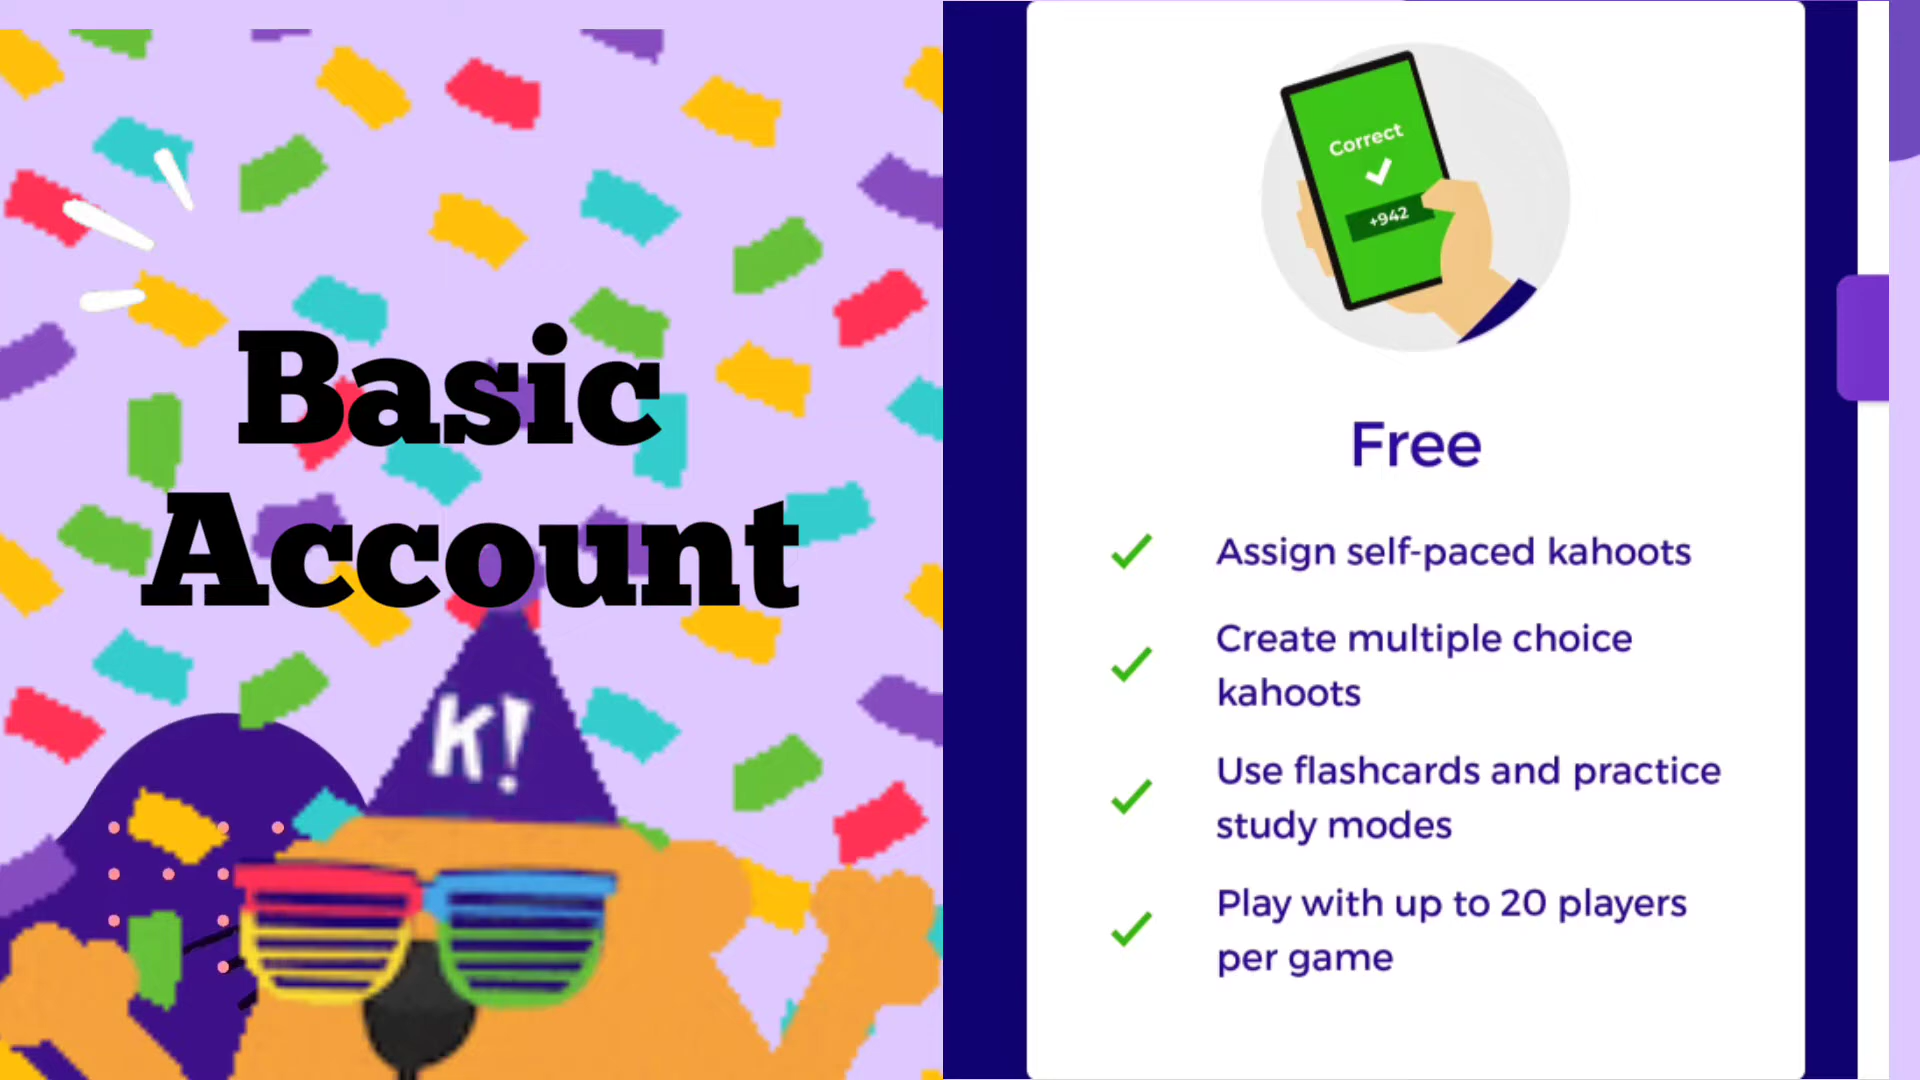 Basic
Account
K!
Correct
+942
Free
Assign self-paced kahoots
Create multiple choice
kahoots
Use flashcards and practice
study modes
Play with up to 20 players
per game